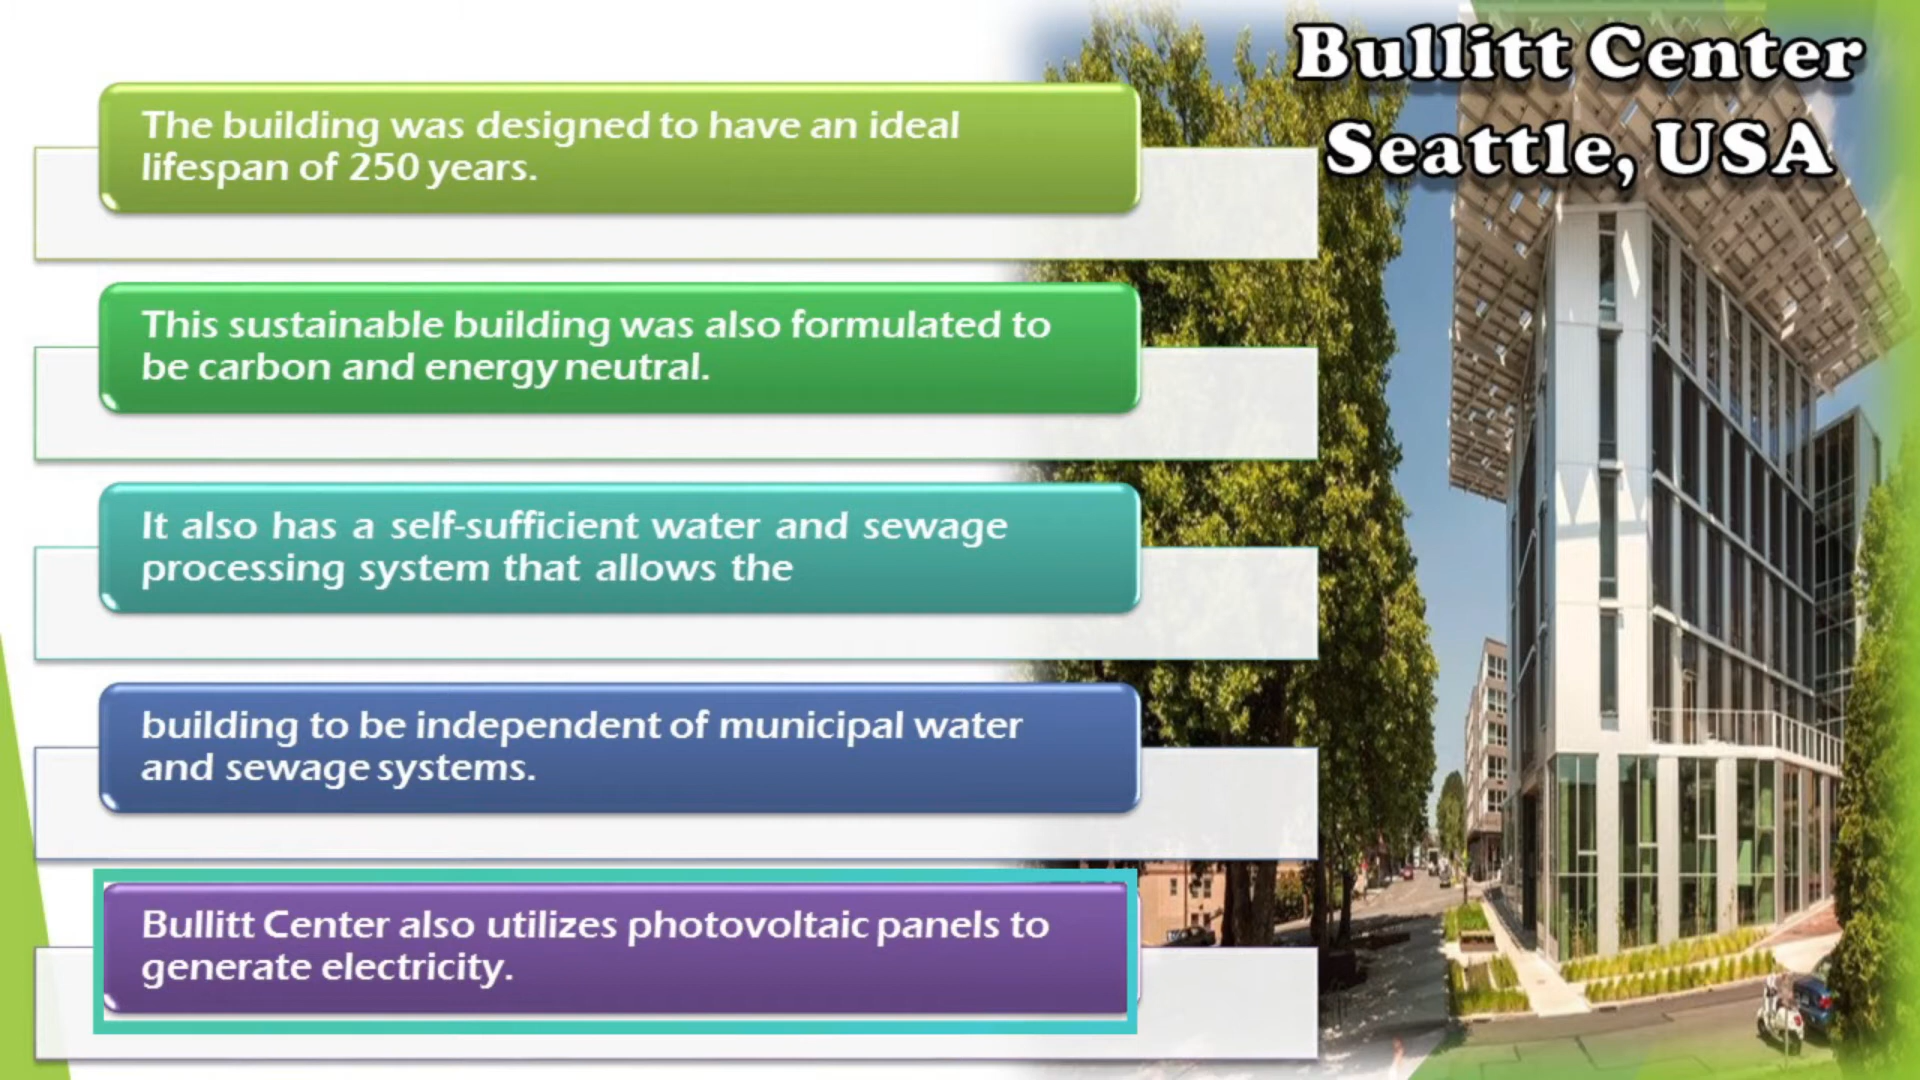 Bullitt Center
Seattle, USA
The building was designed to have an ideal
lifespan of 250 years.
This sustainable building was also formulated to
be carbon and energy neutral.
It also has a self-sufficient water and sewage
processing system that allows the
building to be independent of municipal water
and sewage systems.
Bullitt Center also utilizes photovoltaic panels to
generate electricity.